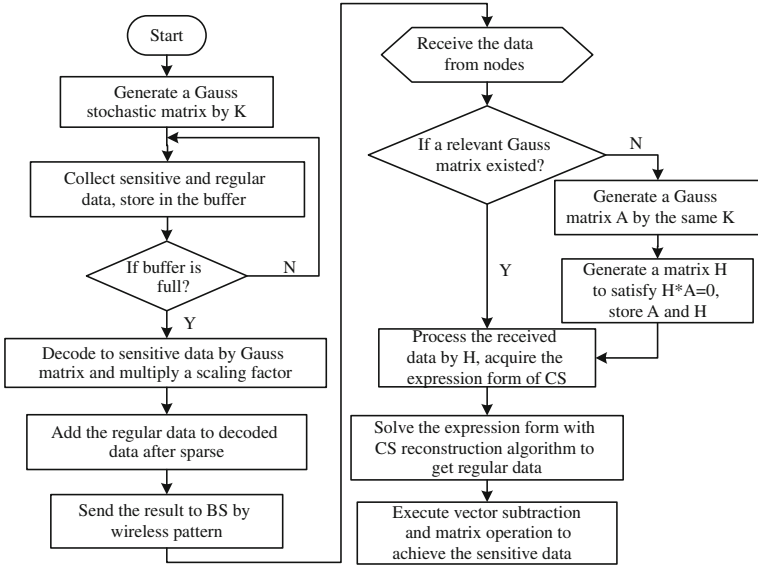 Start
Generate a Gauss
stochastic matrix by K
Collect sensitive and regular
data, store in the buffer
If buffer is
full?
N
Y
Decode to sensitive data by Gauss
matrix and multiply a scaling factor
Add the regular data to decoded
data after sparse
Send the result to BS by
wireless pattern
Receive the data
from nodes
If a relevant Gauss
matrix existed?
N
Generate a Gauss
matrix A by the same K
Generate a matrix H
to satisfy H*A=0,
store A and H
Y
Process the received
data by H, acquire the
expression form of CS
Solve the expression form with
CS reconstruction algorithm to
get regular data
Execute vector subtraction
and matrix operation to
achieve the sensitive data